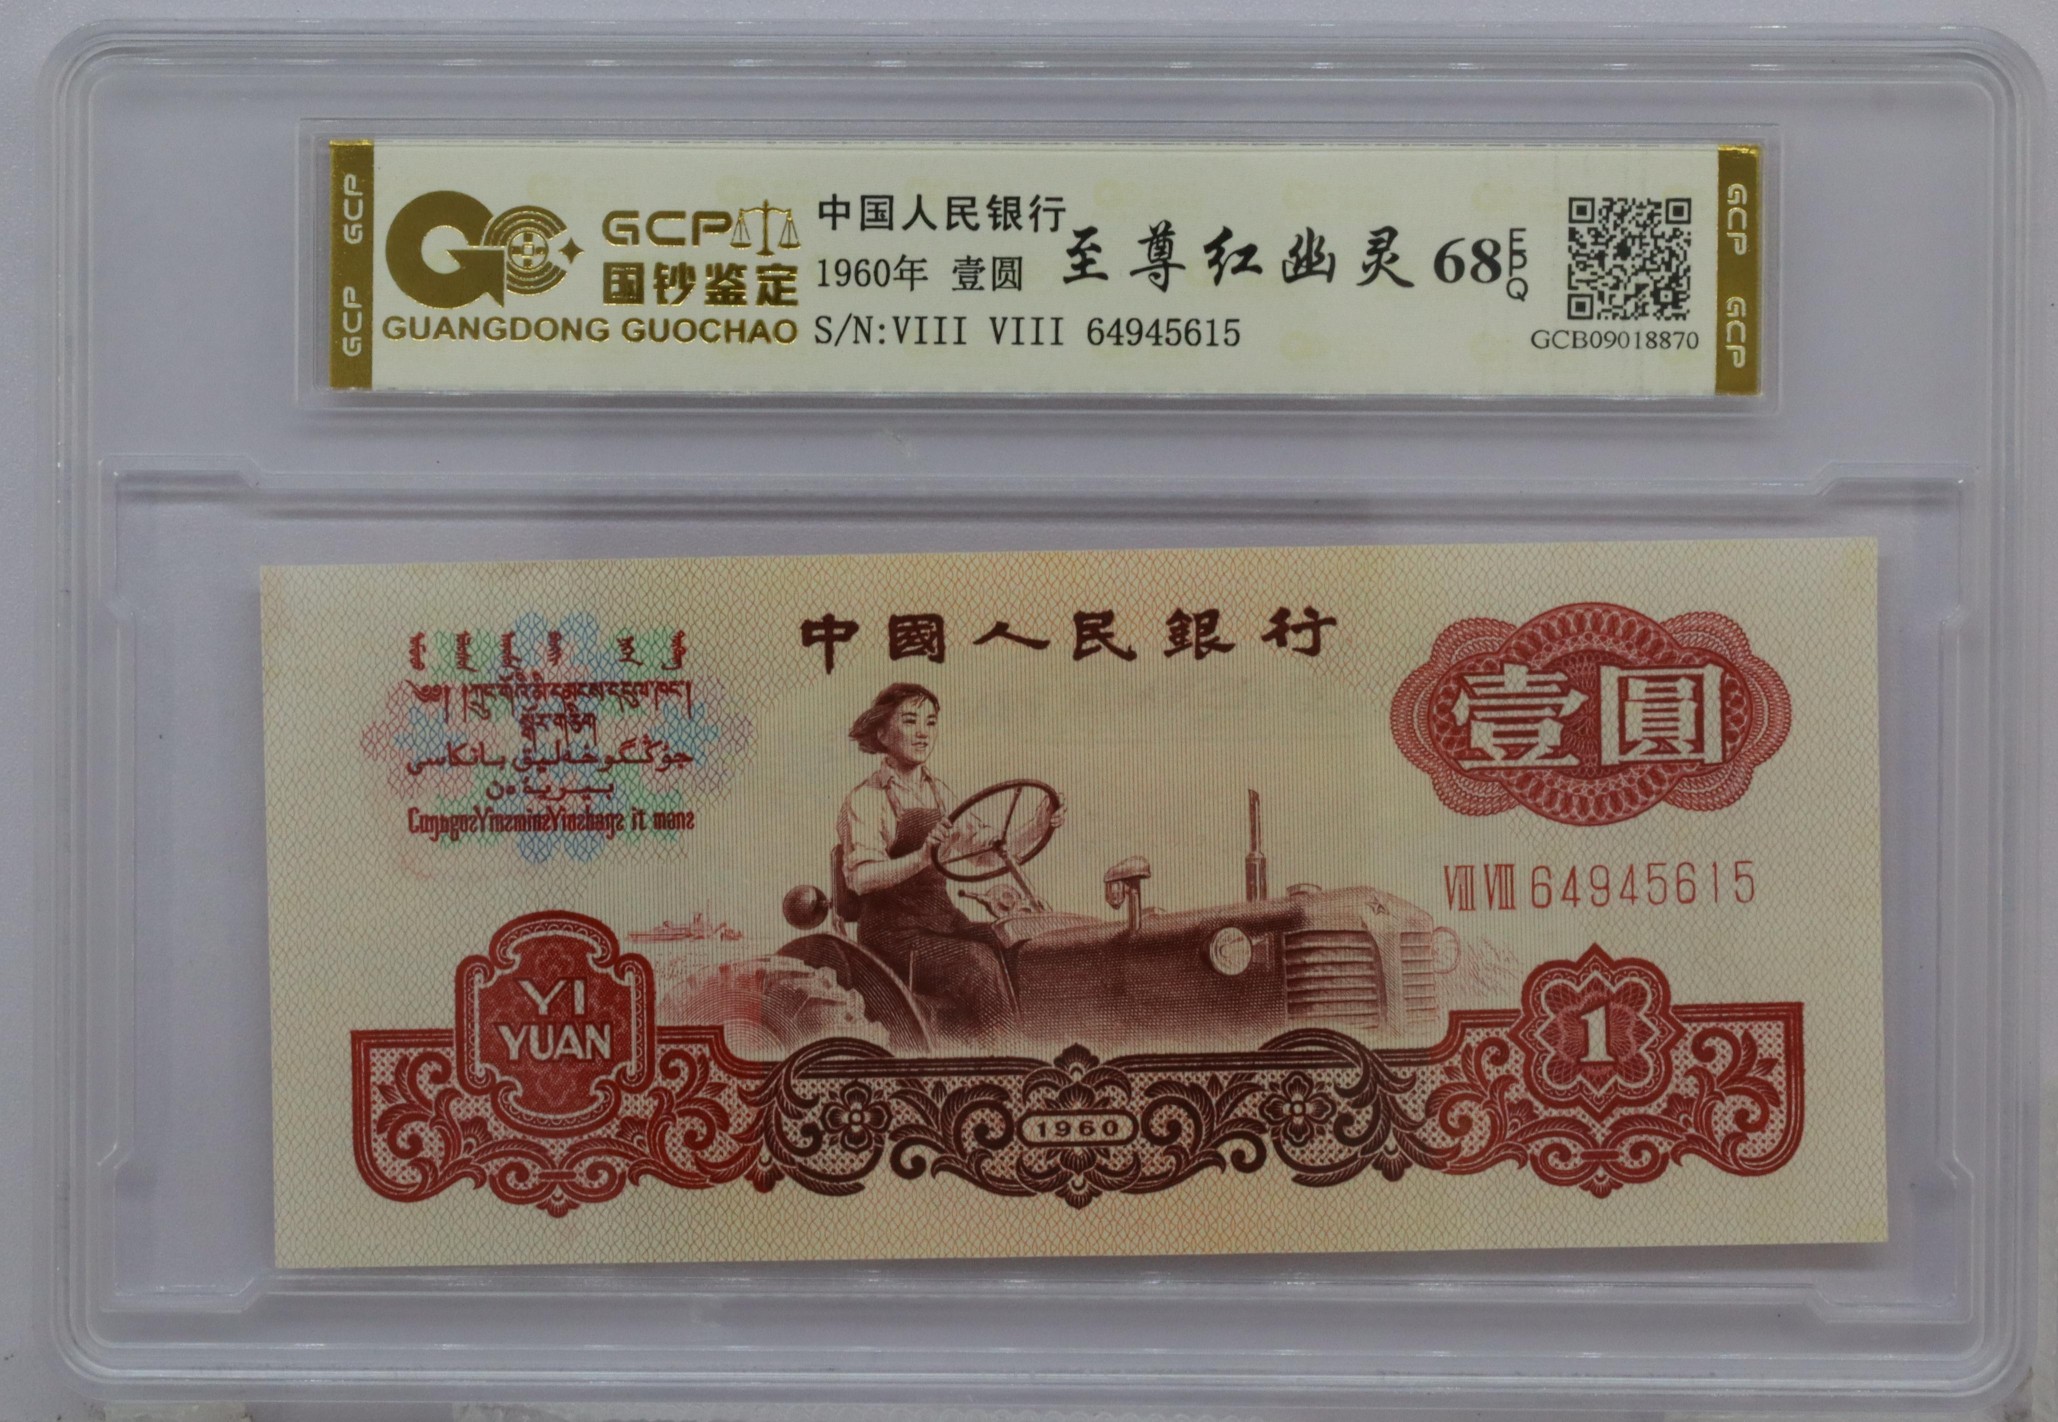 GCP GCP
GCP
国钞鉴定
GUANGDONG GUOCHAO
中国人民银行
1960年 壹圆
S/N:VIII VIII 64945615
至尊红幽灵 68 EPQ
GCB09018870
GCP GCP
中國人民銀行
壹圓
VIII VIII 64945615
YI
YUAN
1960
1